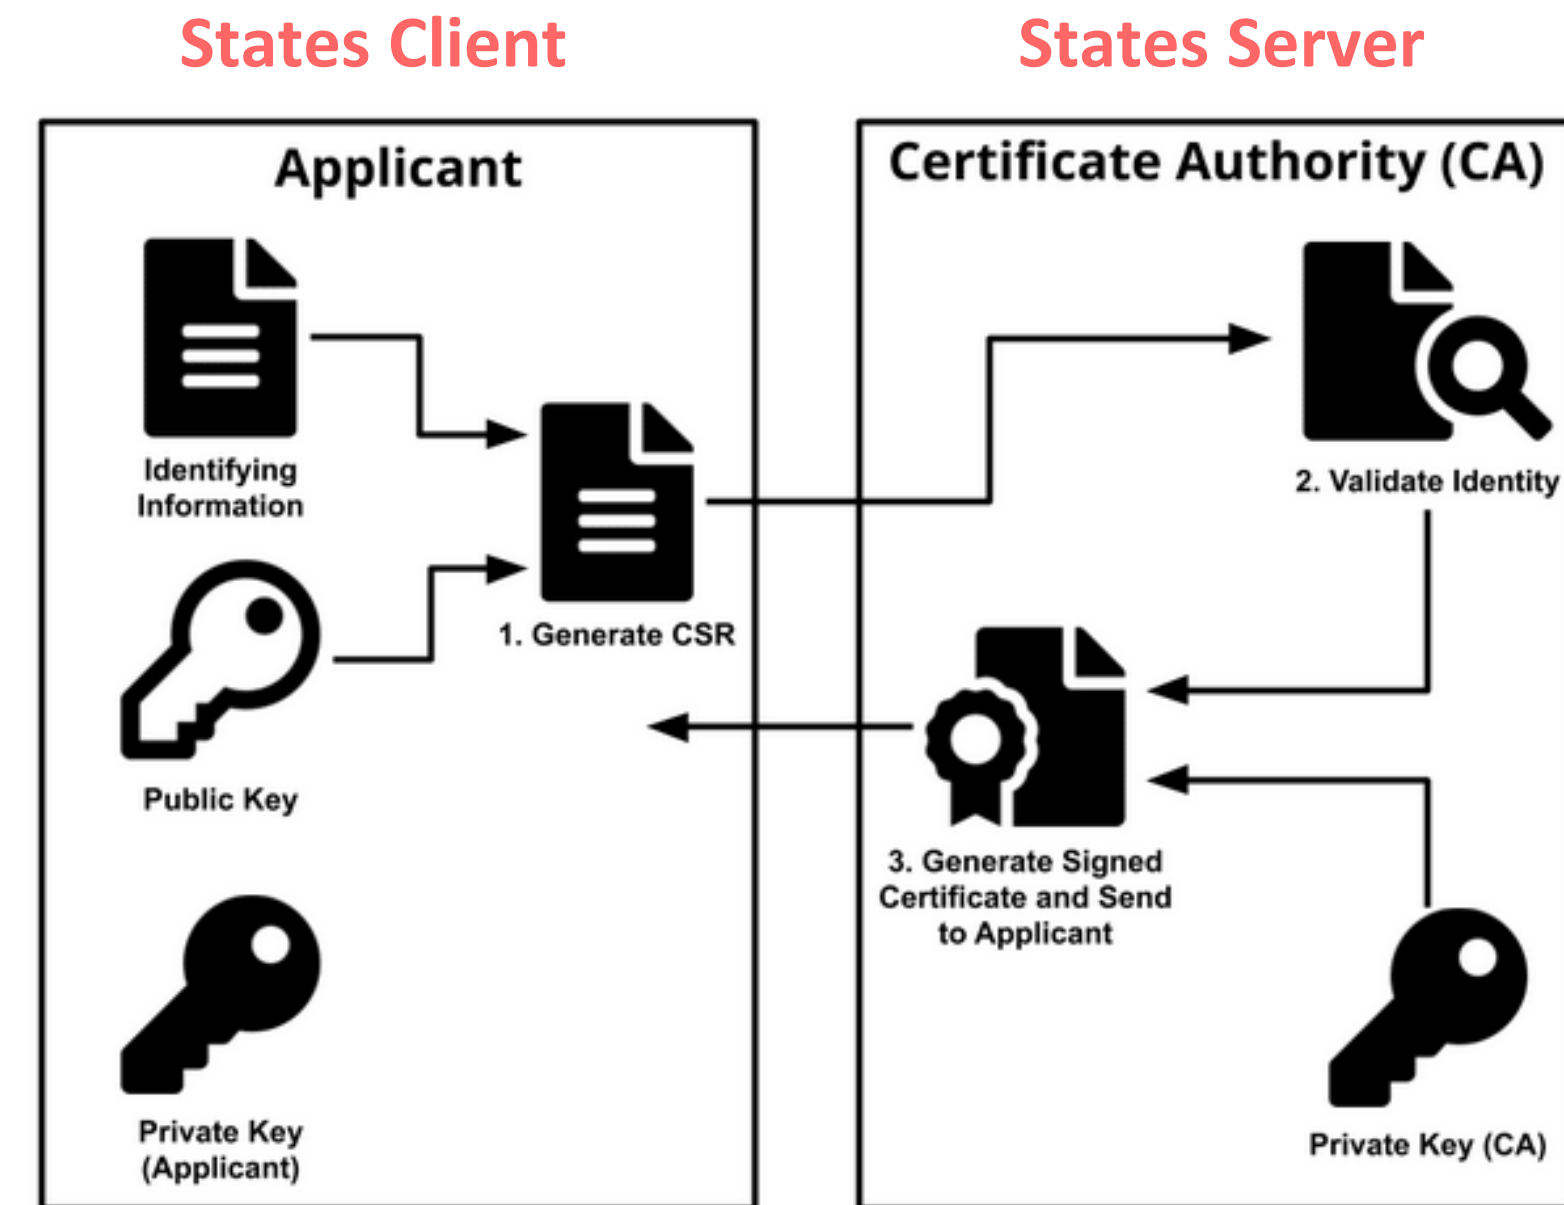 States Client
States Server
Applicant
Identifying
Information
Public Key
1. Generate CSR
Private Key
(Applicant)
Certificate Authority (CA)
2. Validate Identity
3. Generate Signed
Certificate and Send
to Applicant
Private Key (CA)